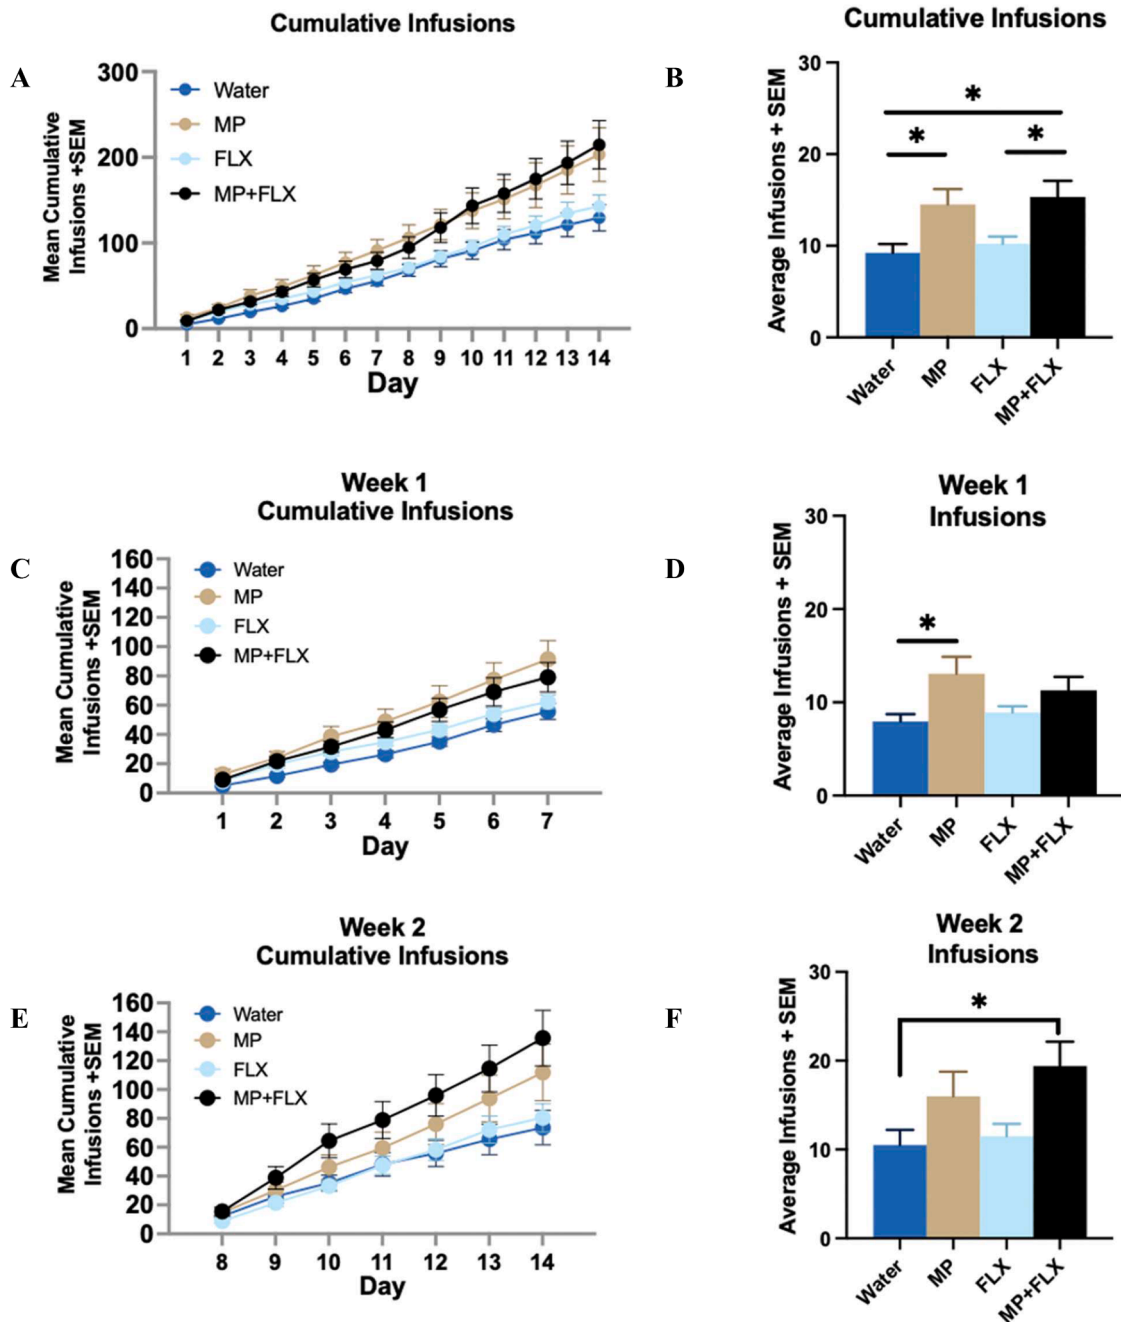 Cumulative Infusions
A
Mean Cumulative
Infusions +SEM
300
200
100
0
Water
MP
FLX
MP+FLX
1 2 3 4 5 6 7 8 9 10 11 12 13 14
Day
Cumulative Infusions
B
Average Infusions + SEM
30
20
10
0
*
*
*
Water
MP
FLX
MP+FLX
Week 1
Cumulative Infusions
C
Mean Cumulative
Infusions +SEM
160
140
120
100
80
60
40
20
0
Water
MP
FLX
MP+FLX
1 2 3 4 5 6 7
Day
Week 1
Infusions
D
Average Infusions + SEM
30
20
10
0
*
Water
MP
FLX
MP+FLX
Week 2
Cumulative Infusions
E
Mean Cumulative
Infusions +SEM
160
140
120
100
80
60
40
20
0
Water
MP
FLX
MP+FLX
8 9 10 11 12 13 14
Day
Week 2
Infusions
F
Average Infusions + SEM
30
20
10
0
*
Water
MP
FLX
MP+FLX